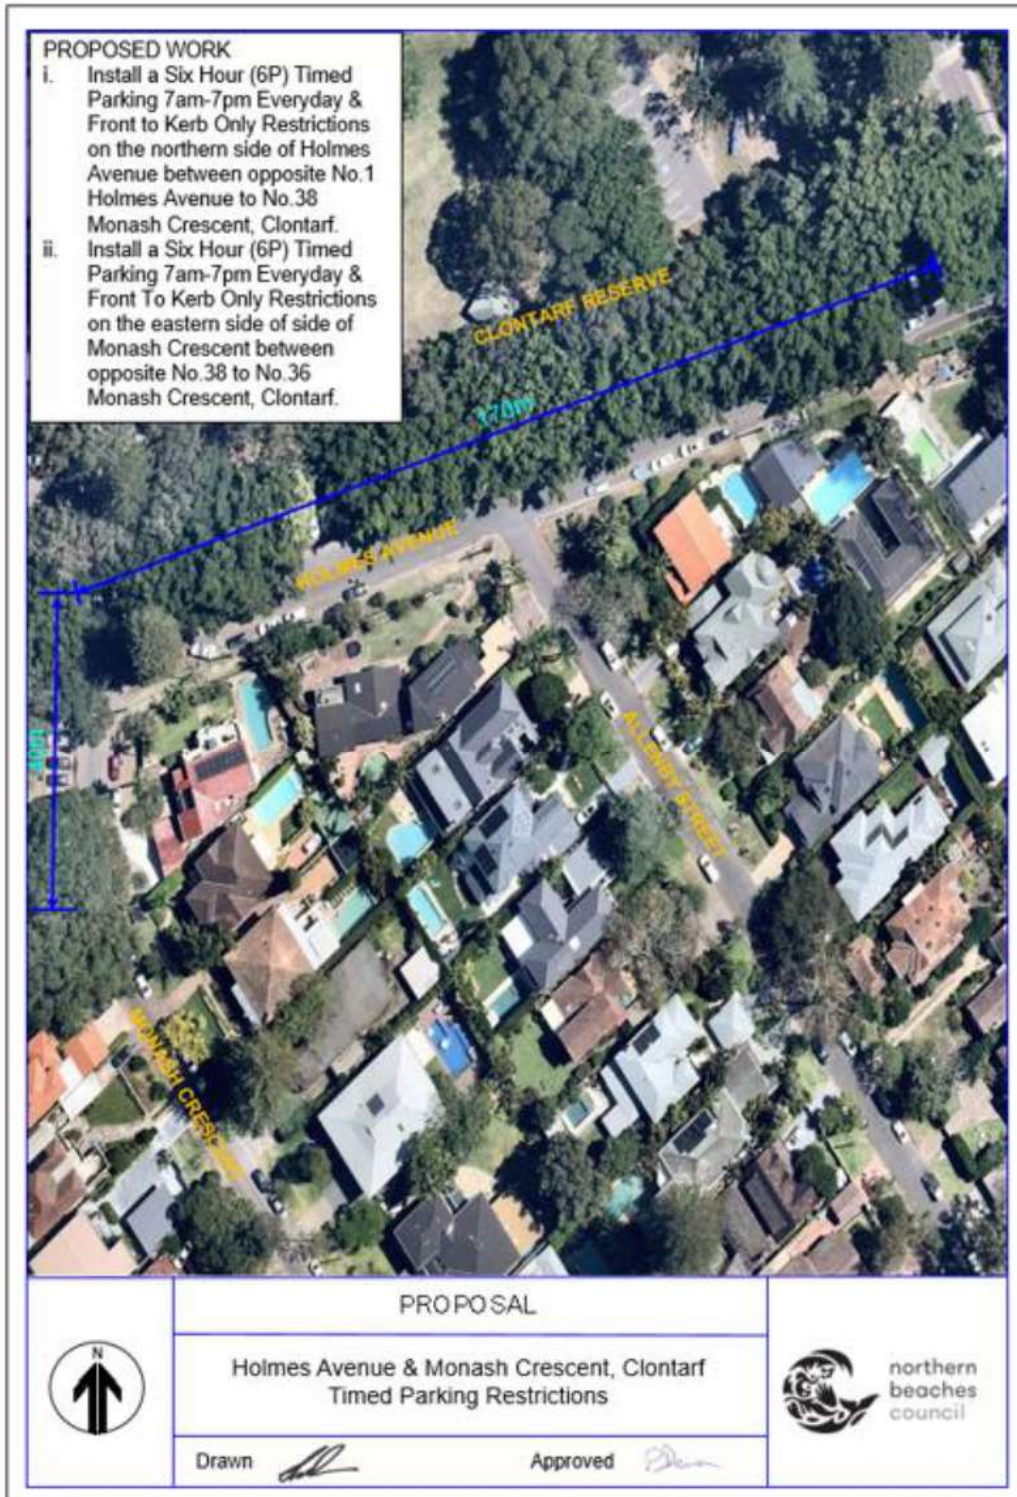 PROPOSED WORK
i. Install a Six Hour (6P) Timed
Parking 7am-7pm Everyday &
Front to Kerb Only Restrictions
on the northern side of Holmes
Avenue between opposite No.1
Holmes Avenue to No.38
Monash Crescent, Clontarf.
ii. Install a Six Hour (6P) Timed
Parking 7am-7pm Everyday &
Front To Kerb Only Restrictions
on the eastern side of side of
Monash Crescent between
opposite No.38 to No.36
Monash Crescent, Clontarf.
CLONTARF RESERVE
170m
HOLMES AVENUE
ALLENBY STREET
MONASH CRESCENT
PROPOSAL
N
Holmes Avenue & Monash Crescent, Clontarf
Timed Parking Restrictions
northern
beaches
council
Drawn
Approved